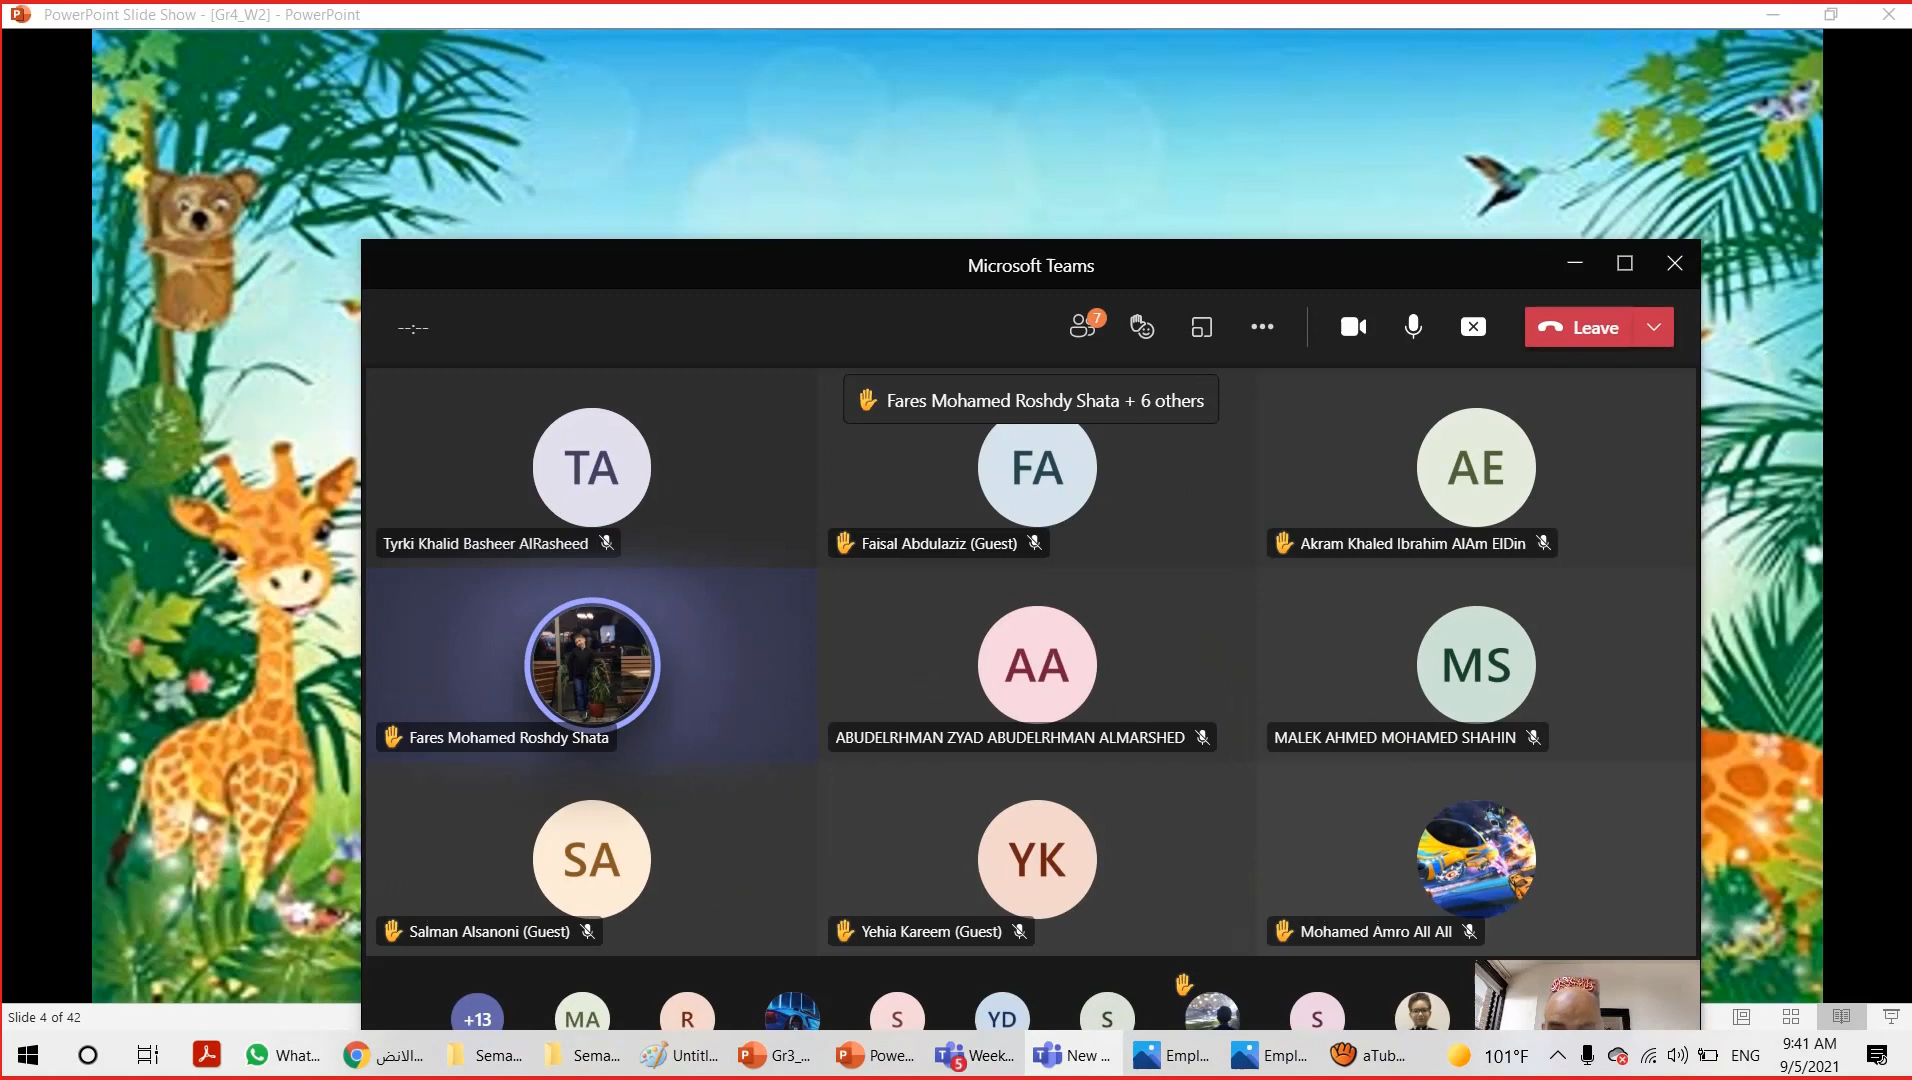 PowerPoint Slide Show - [Gr4_W2] - PowerPoint
Microsoft Teams
--:--
7
Leave
Fares Mohamed Roshdy Shata + 6 others
TA
FA
AE
Tyrki Khalid Basheer AlRasheed
Faisal Abdulaziz (Guest)
Akram Khaled Ibrahim AlAm ElDin
AA
MS
Fares Mohamed Roshdy Shata
ABUDELRHMAN ZYAD ABUDELRHMAN ALMARSHED
MALEK AHMED MOHAMED SHAHIN
SA
YK
Salman Alsanoni (Guest)
Yehia Kareem (Guest)
Mohamed Amro All All
+13
MA
R
S
YD
S
S
Slide 4 of 42
What...
الانض...
Sema...
Sema...
Untitl...
Gr3_...
Powe...
5
Week...
New ...
Empl...
Empl...
aTub...
101°F
ENG
9:41 AM
9/5/2021